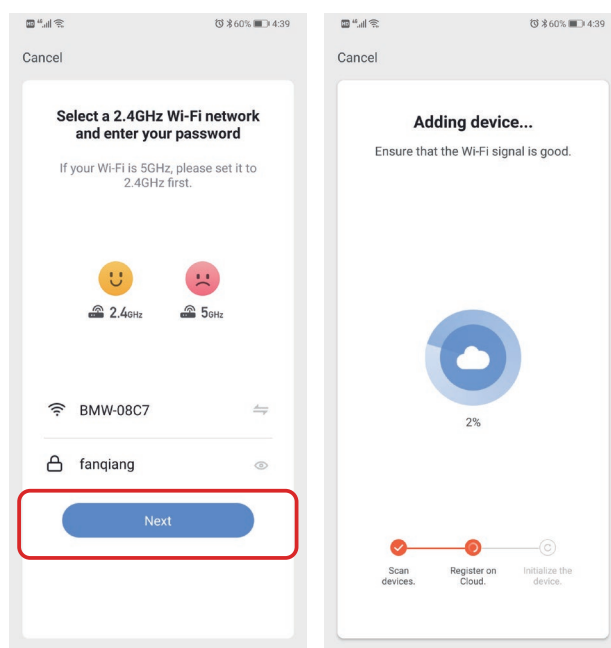 60% 4:39
Cancel
Select a 2.4GHz Wi-Fi network
and enter your password
If your Wi-Fi is 5GHz, please set it to
2.4GHz first.
2.4GHz
5GHz
BMW-08C7
fanqiang
Next
60% 4:39
Cancel
Adding device...
Ensure that the Wi-Fi signal is good.
2%
Scan
devices.
Register on
Cloud.
Initialize the
device.